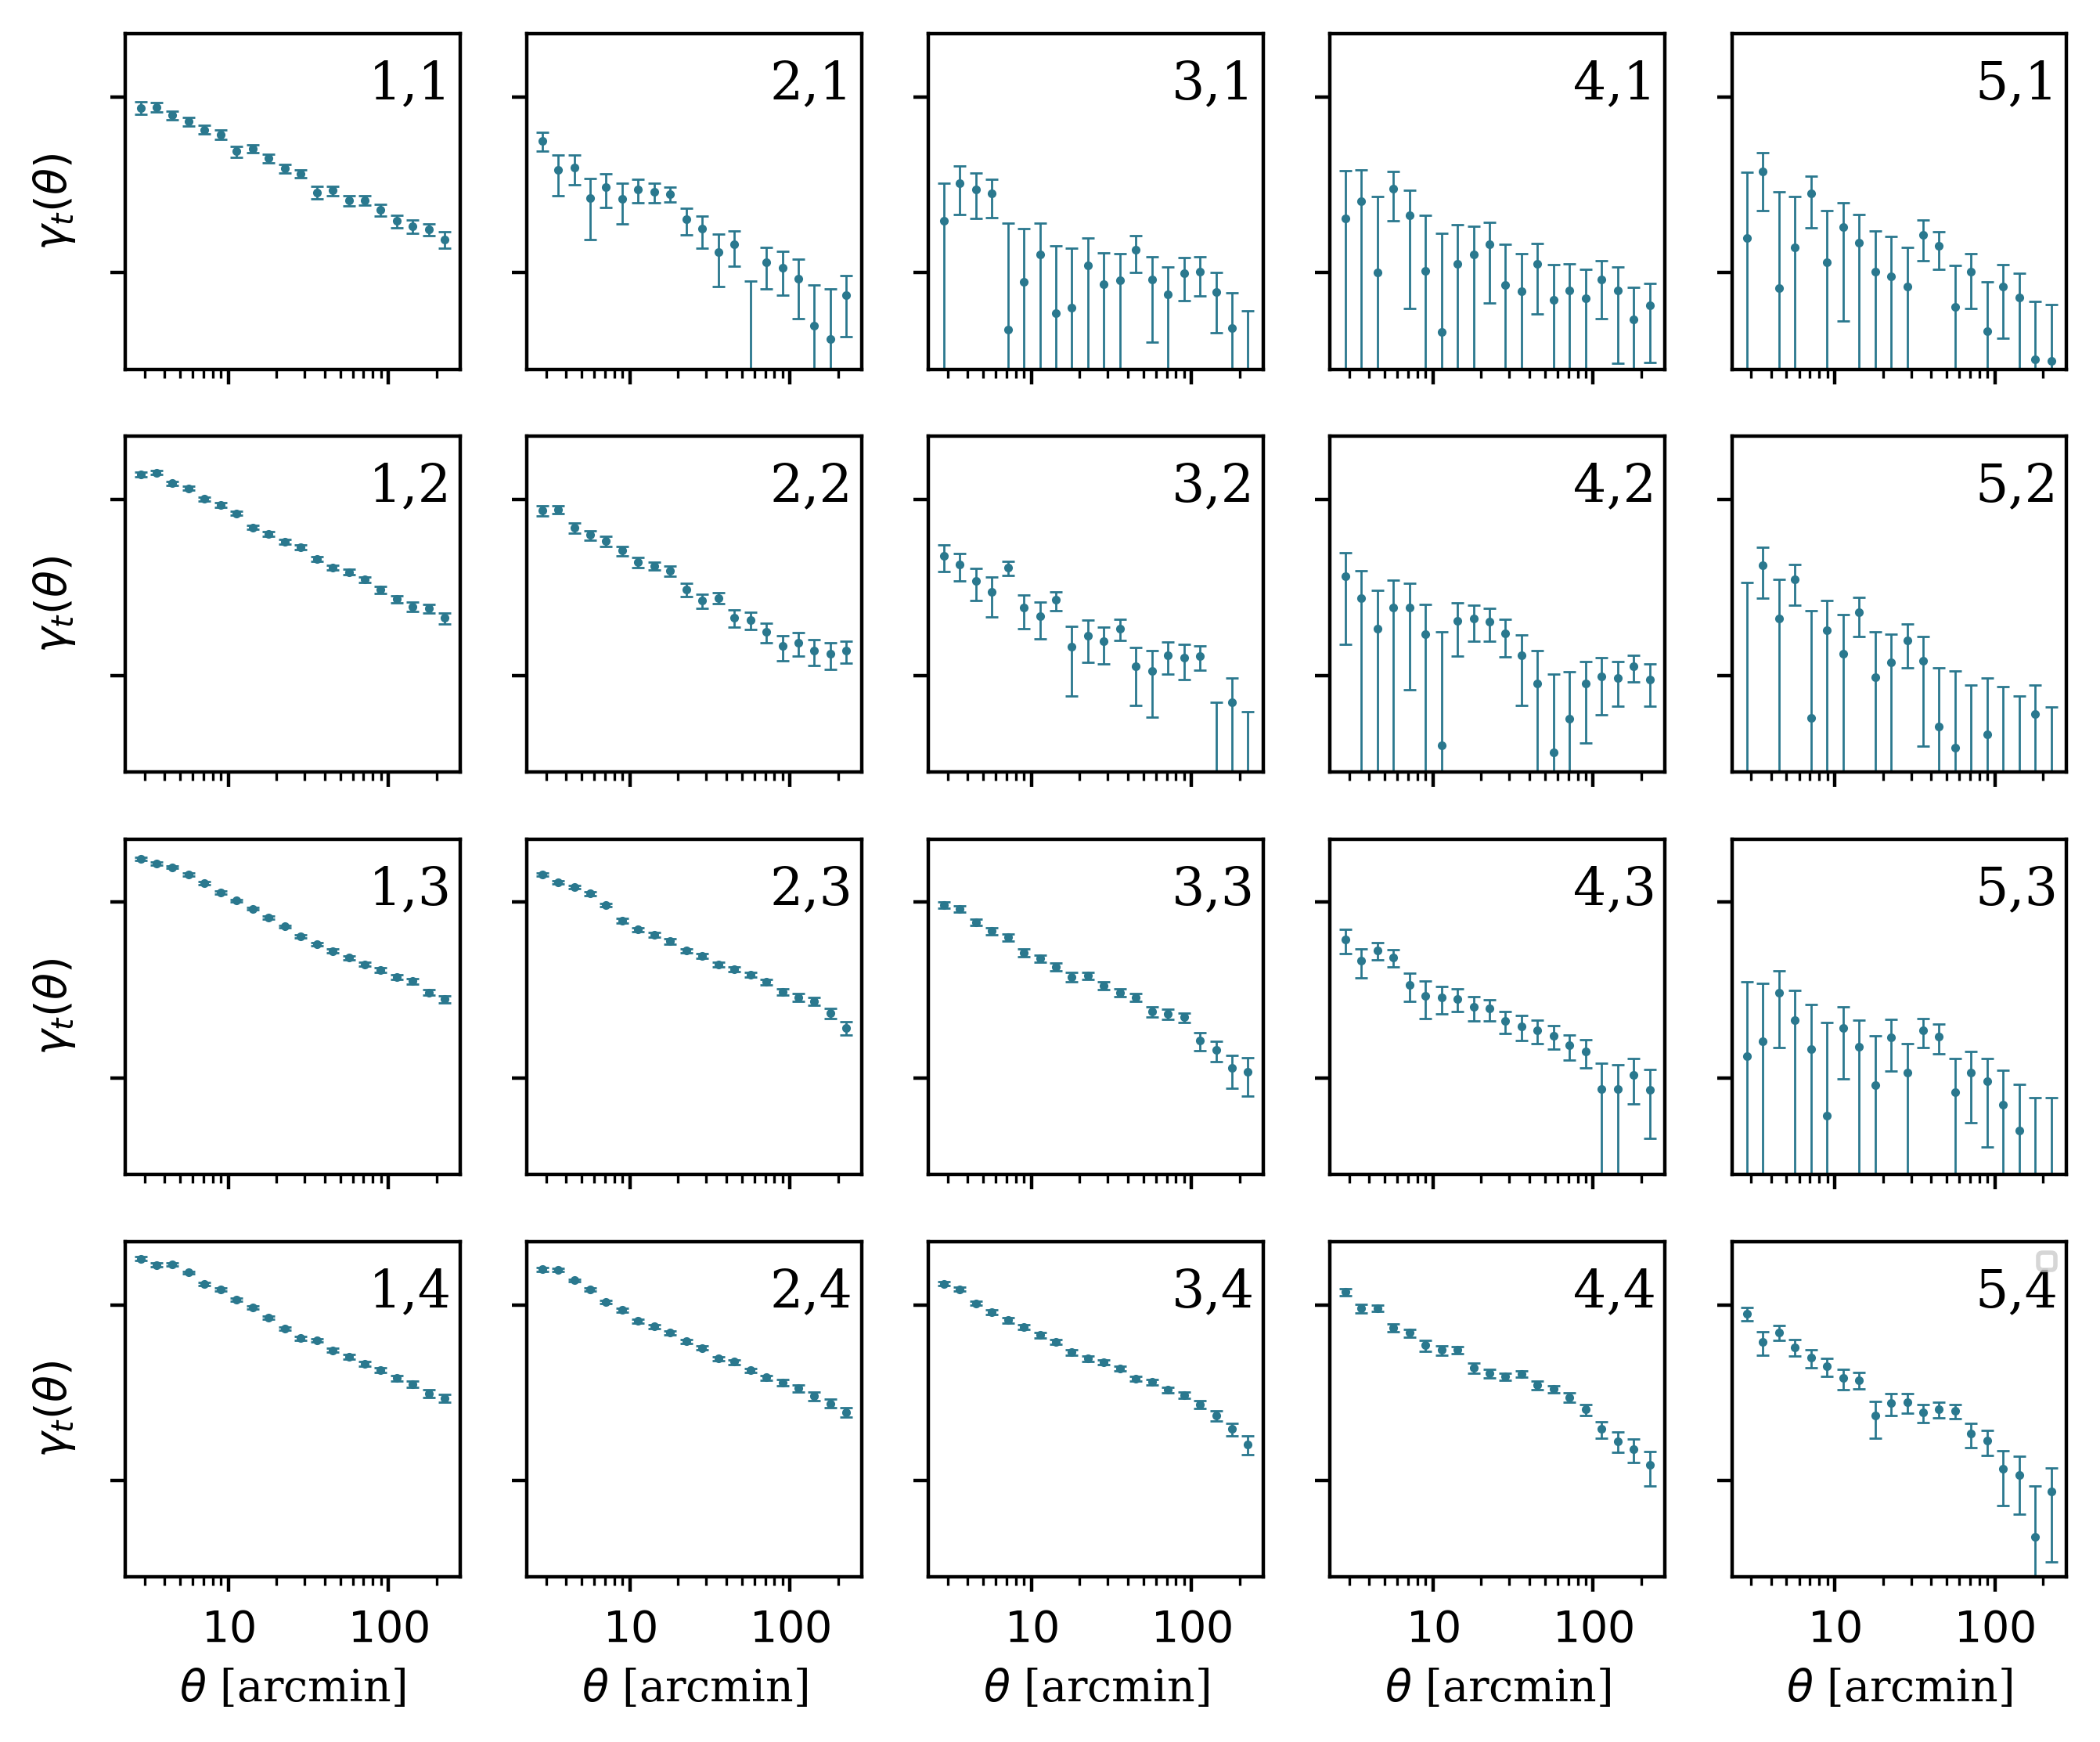 γt(θ) 1,1 2,1 3,1 4,1 5,1
γt(θ) 1,2 2,2 3,2 4,2 5,2
γt(θ) 1,3 2,3 3,3 4,3 5,3
γt(θ) 1,4 2,4 3,4 4,4 5,4
10 100 10 100 10 100 10 100 10 100
θ [arcmin] θ [arcmin] θ [arcmin] θ [arcmin] θ [arcmin]